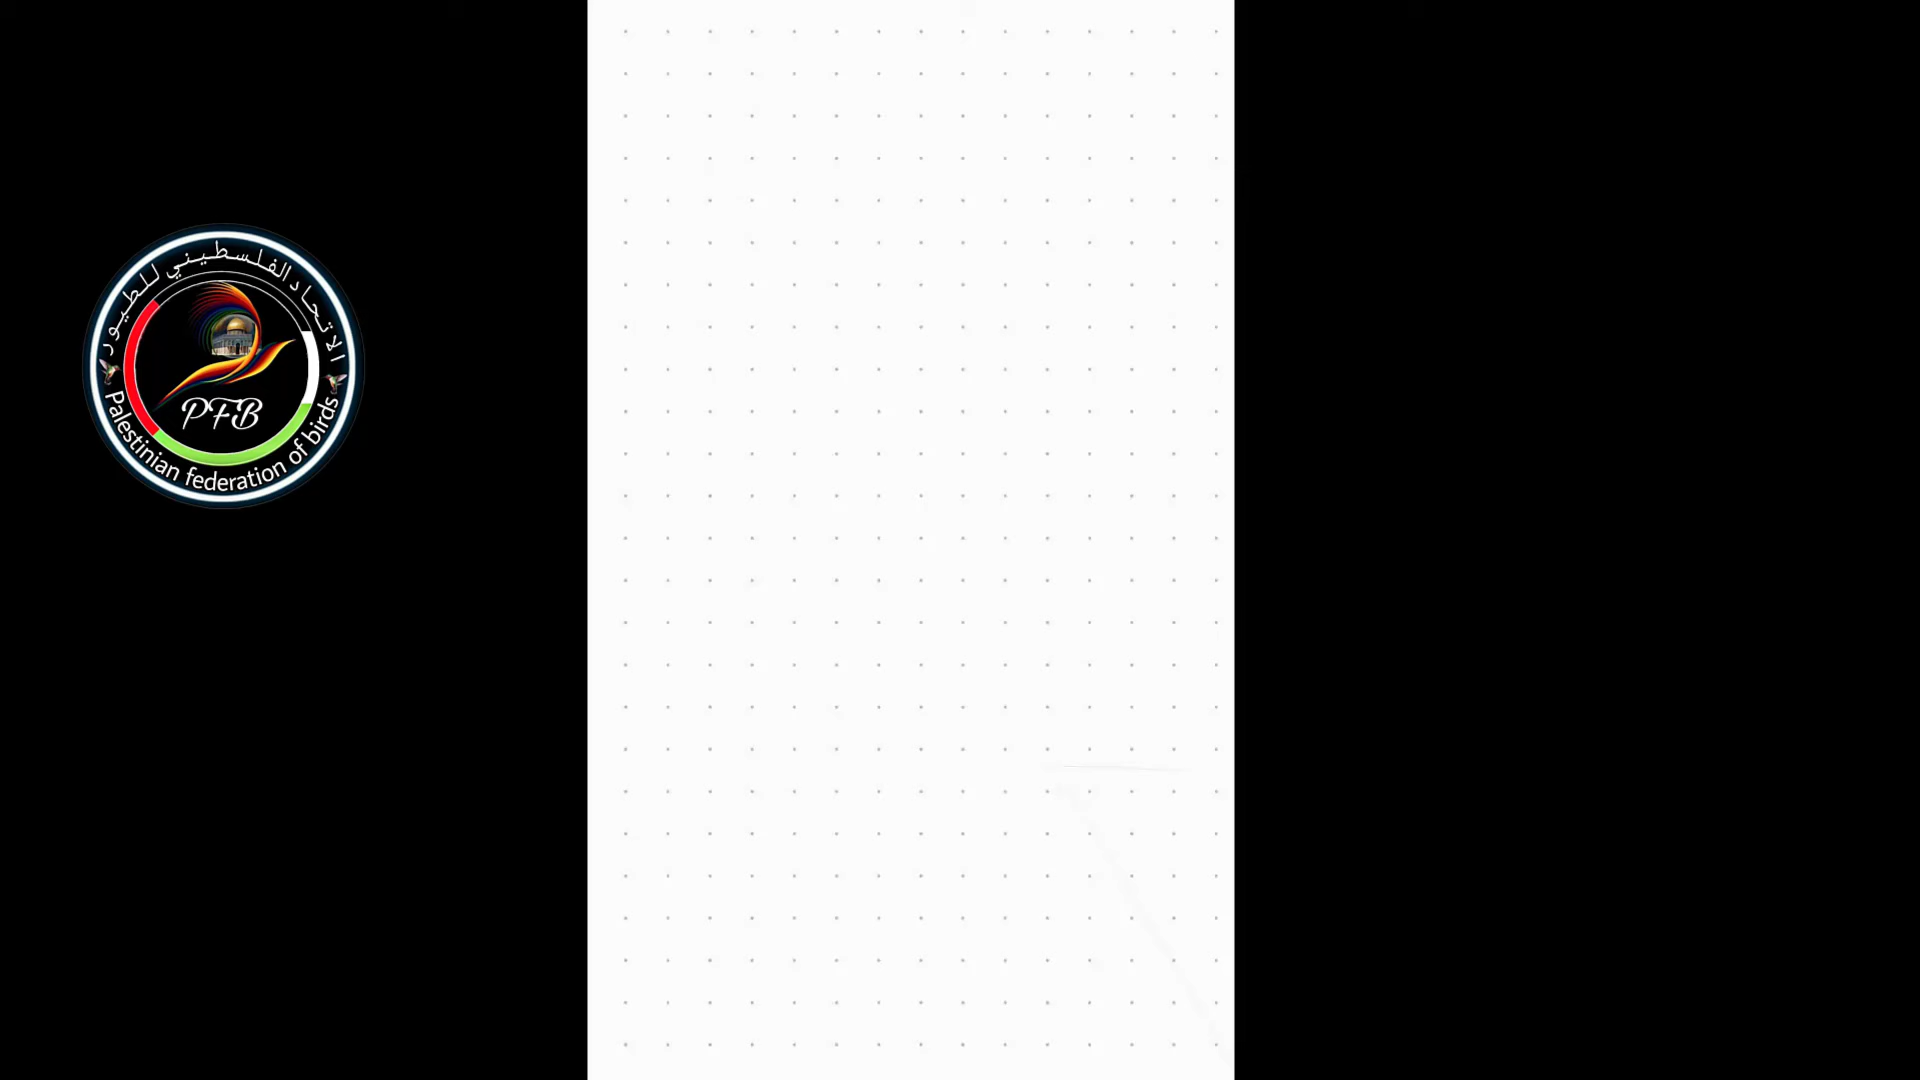 الاتحاد الفلسطيني للطيور
PFB
Palestinian federation of birds